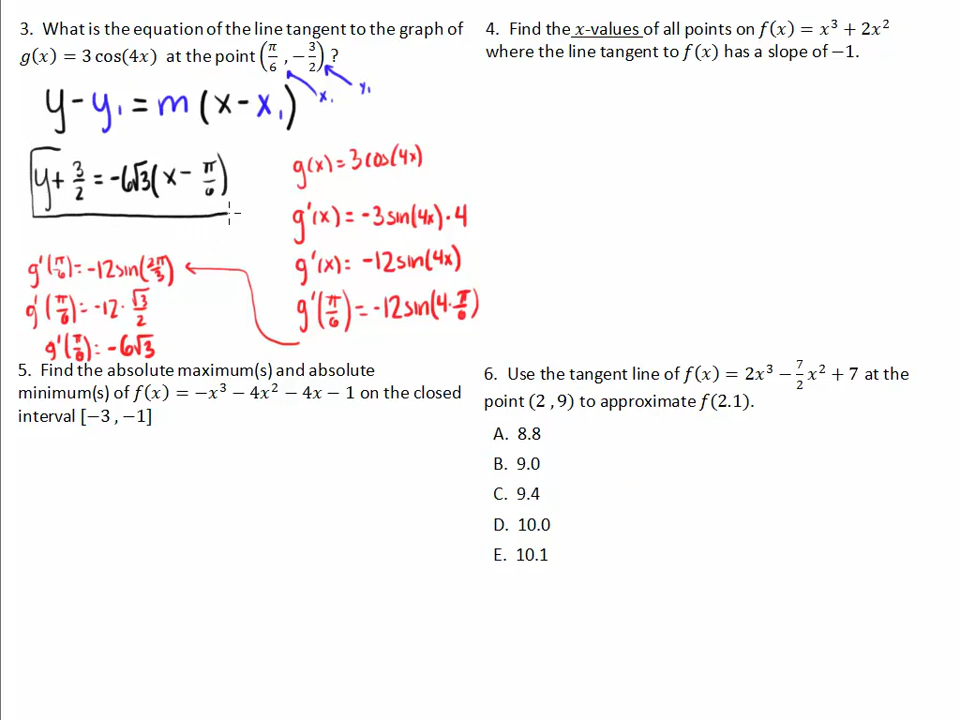 3. What is the equation of the line tangent to the graph of
g(x) = 3 cos(4x) at the point (π/6, −3/2)?
x₁ y₁
y − y₁ = m(x − x₁)
y + 3/2 = −6√3(x − π/6)
g(x) = 3cos(4x)
g'(x) = −3sin(4x)·4
g'(x) = −12sin(4x)
g'(π/6) = −12sin(4·π/6)
g'(π/6) = −12sin(2π/3)
g'(π/6) = −12·√3/2
g'(π/6) = −6√3
4. Find the x-values of all points on f(x) = x³ + 2x²
where the line tangent to f(x) has a slope of −1.
5. Find the absolute maximum(s) and absolute
minimum(s) of f(x) = −x³ − 4x² − 4x − 1 on the closed
interval [−3, −1]
6. Use the tangent line of f(x) = 2x³ − 7/2x² + 7 at the
point (2, 9) to approximate f(2.1).
A. 8.8
B. 9.0
C. 9.4
D. 10.0
E. 10.1